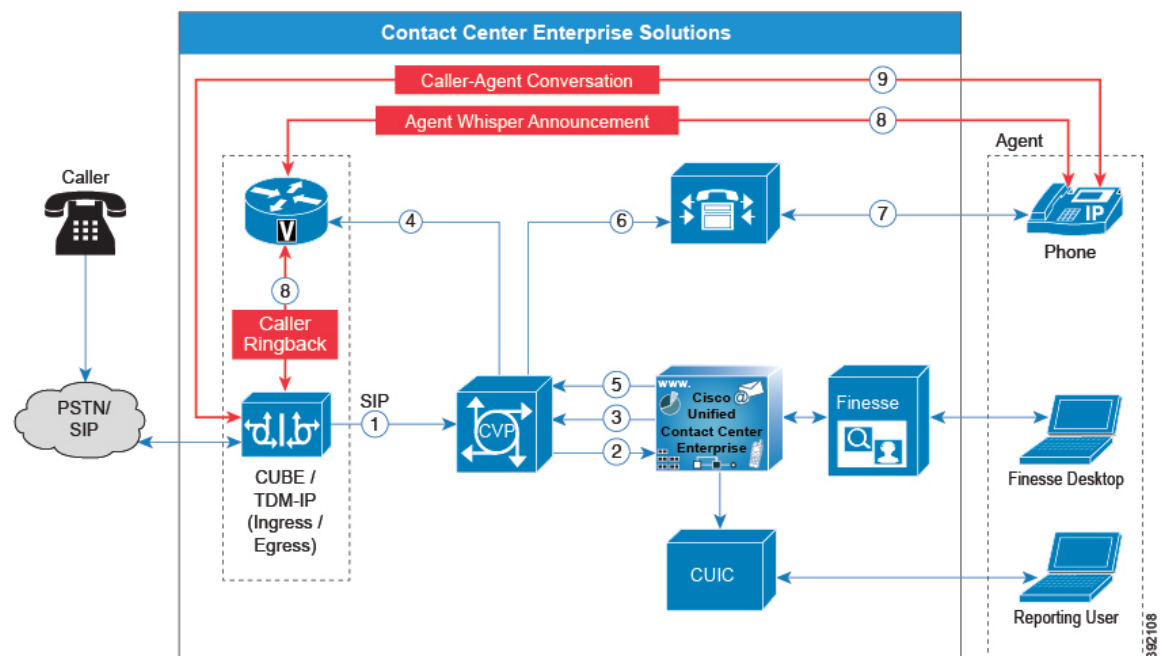 Contact Center Enterprise Solutions
Caller-Agent Conversation
9
Agent Whisper Announcement
8
Agent
Caller
V
4
6
7
IP
Phone
8
Caller
Ringback
PSTN/
SIP
SIP
1
CVP
5
3
2
www.
Cisco @
Unified
Contact Center
Enterprise
Finesse
CUBE /
TDM-IP
(Ingress /
Egress)
Finesse Desktop
CUIC
Reporting User
392108